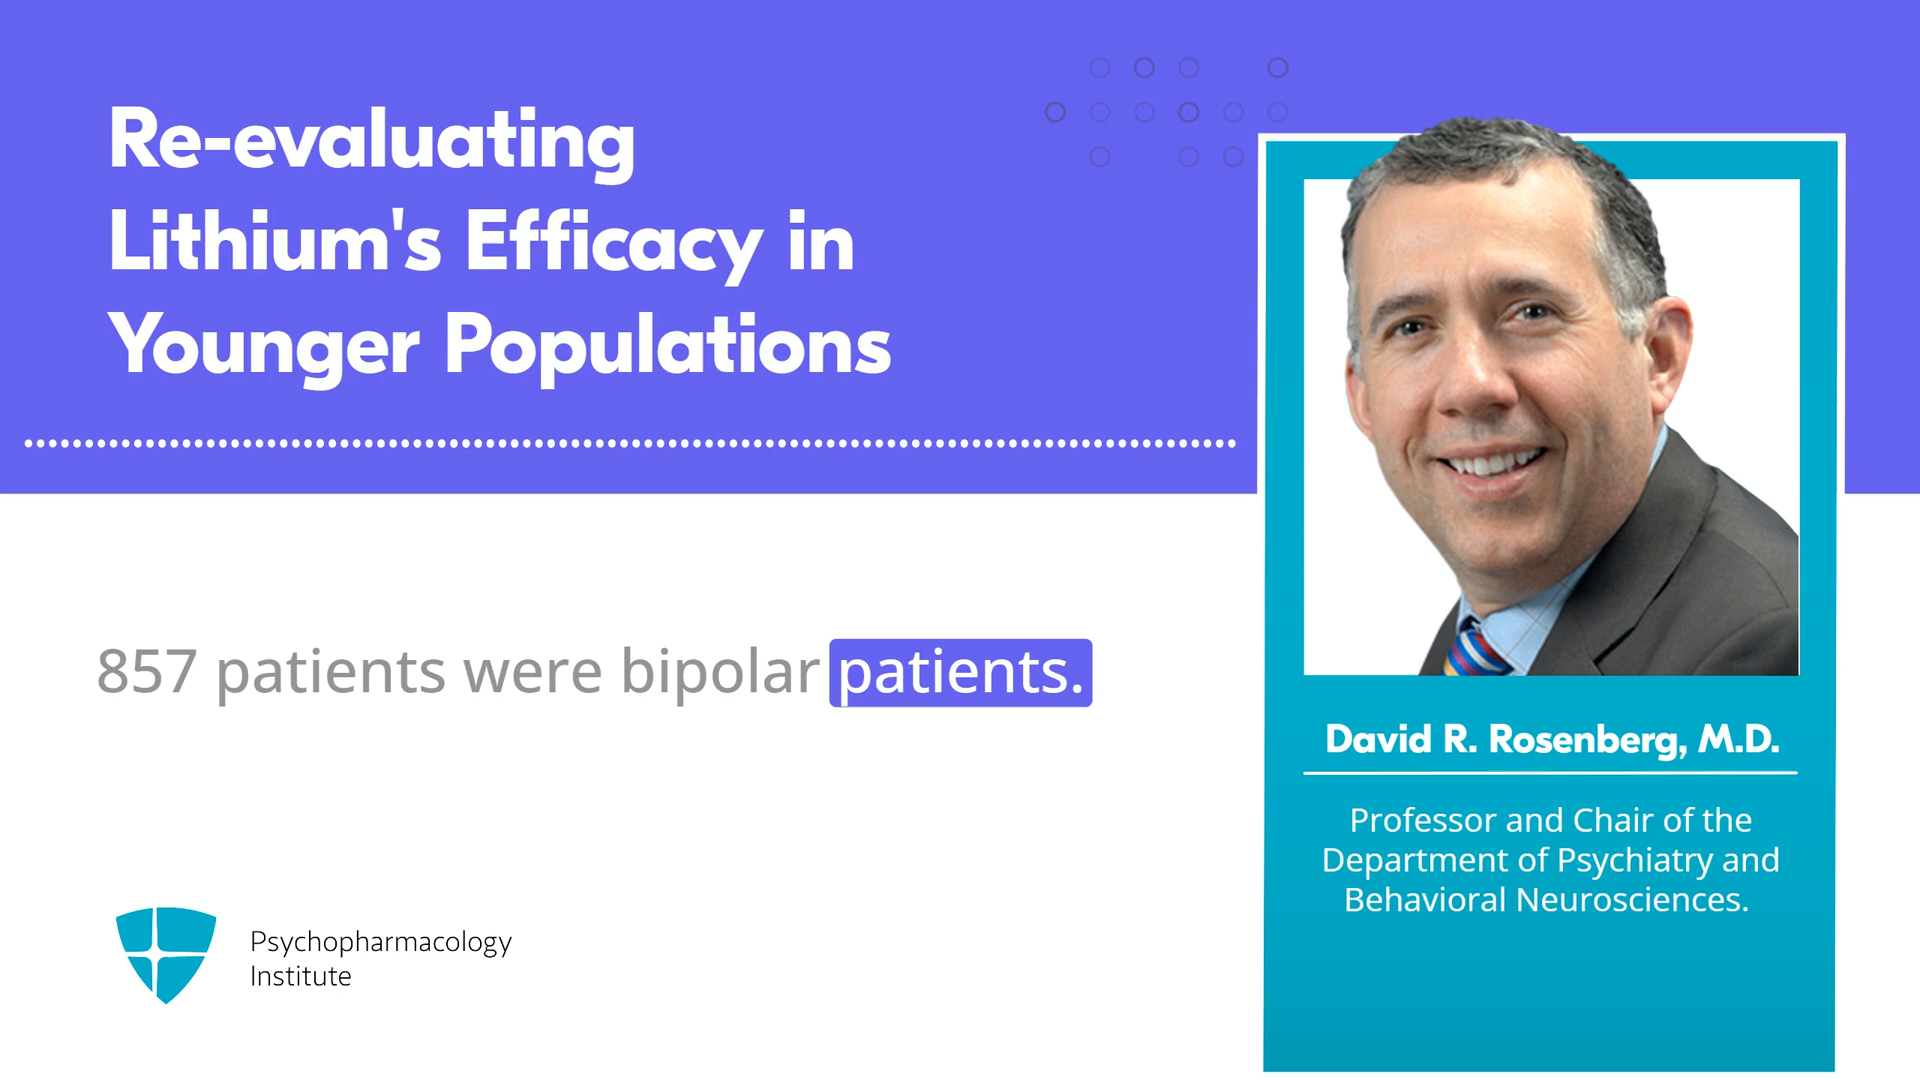 Re-evaluating
Lithium's Efficacy in
Younger Populations
857 patients were bipolar patients.
David R. Rosenberg, M.D.
Professor and Chair of the
Department of Psychiatry and
Behavioral Neurosciences.
Psychopharmacology
Institute